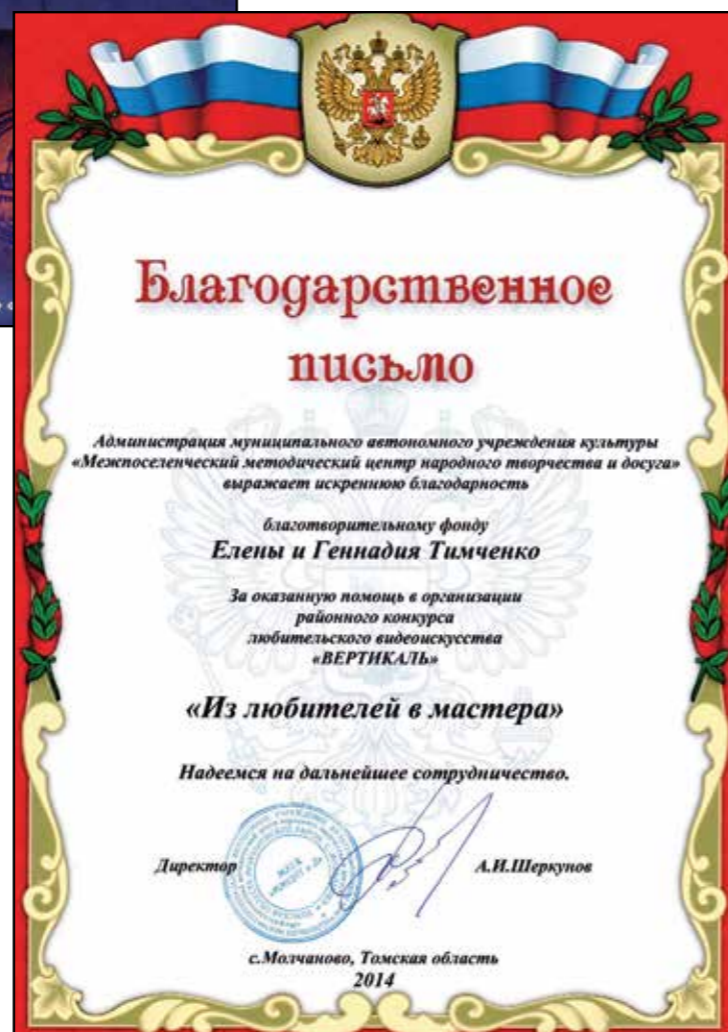 Благодарственное
письмо
Администрация муниципального автономного учреждения культуры
«Межпоселенческий методический центр народного творчества и досуга»
выражает искреннюю благодарность
благотворительному фонду
Елены и Геннадия Тимченко
За оказанную помощь в организации
районного конкурса
любительского видеоискусства
«ВЕРТИКАЛЬ»
«Из любителей в мастера»
Надеемся на дальнейшее сотрудничество.
Директор А.И.Шеркунов
с.Молчаново, Томская область
2014